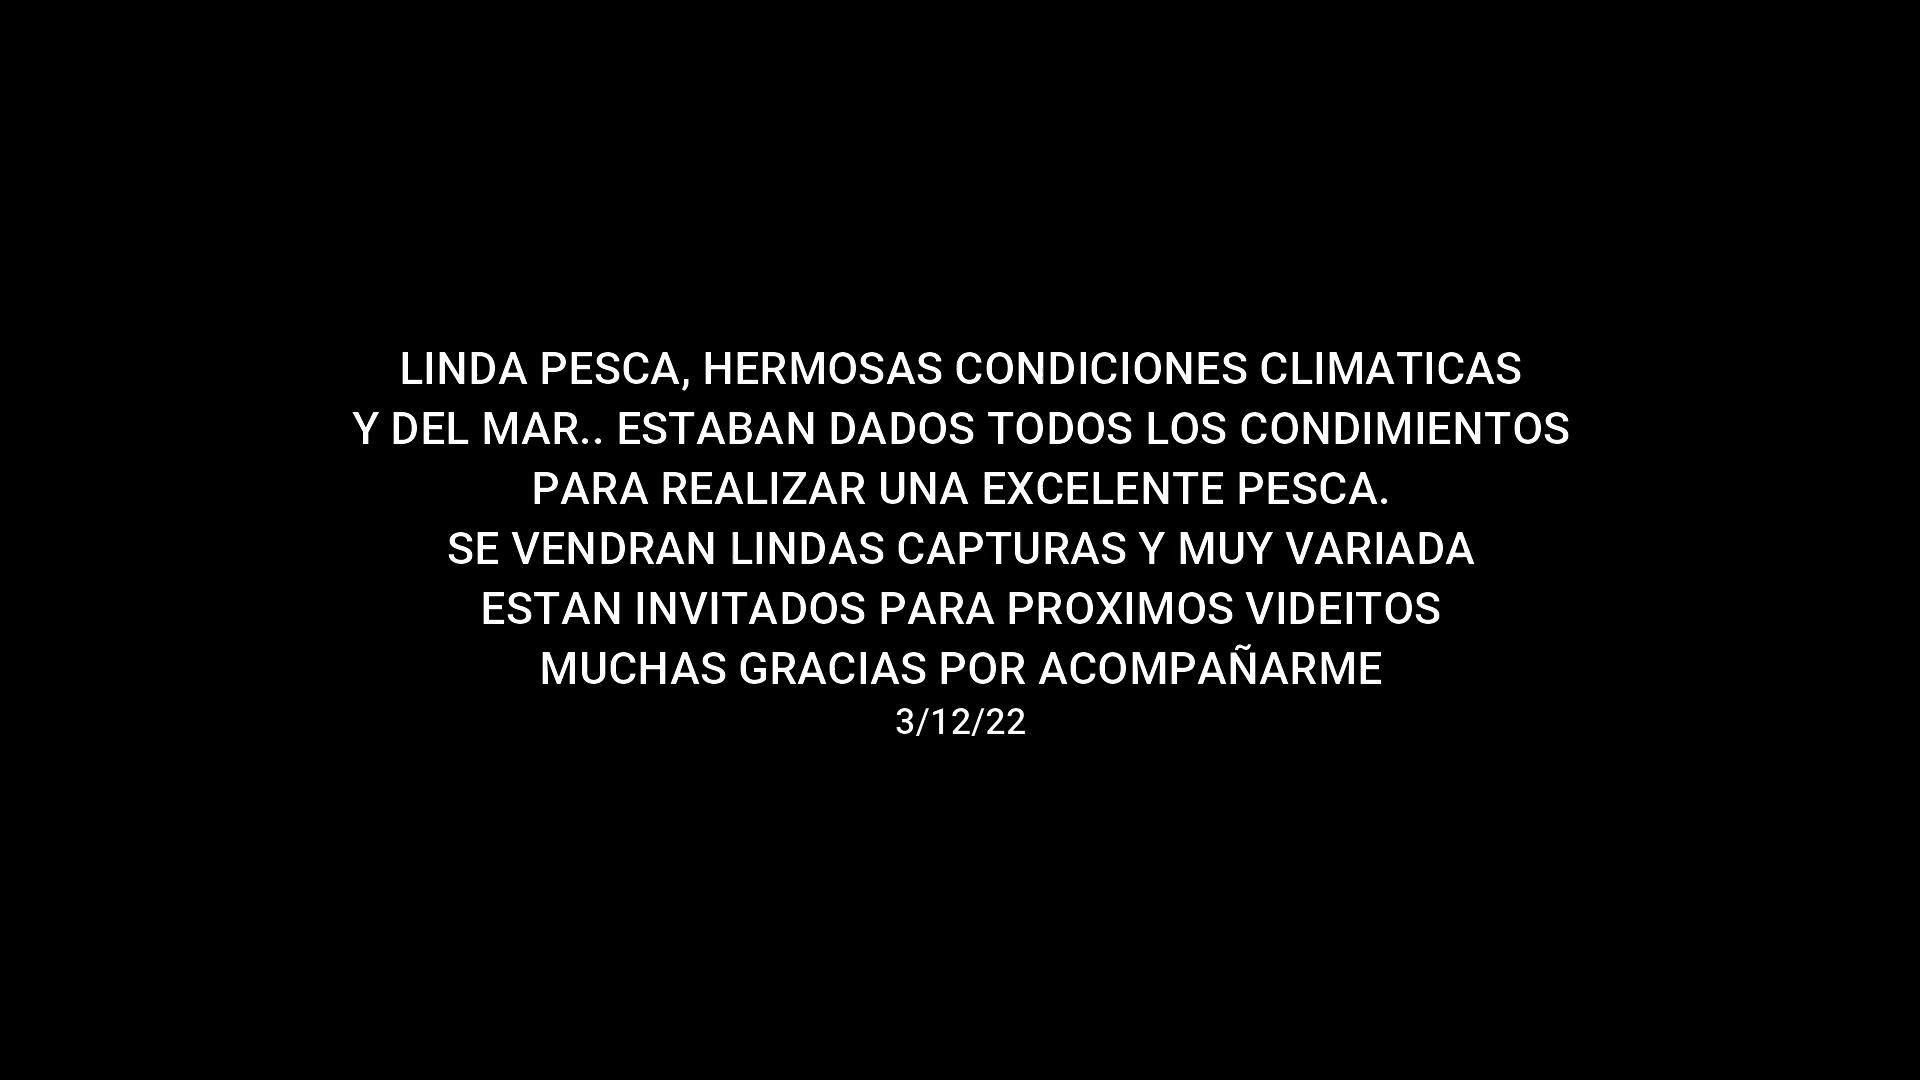 LINDA PESCA, HERMOSAS CONDICIONES CLIMATICAS
Y DEL MAR.. ESTABAN DADOS TODOS LOS CONDIMIENTOS
PARA REALIZAR UNA EXCELENTE PESCA.
SE VENDRAN LINDAS CAPTURAS Y MUY VARIADA
ESTAN INVITADOS PARA PROXIMOS VIDEITOS
MUCHAS GRACIAS POR ACOMPAÑARME
3/12/22